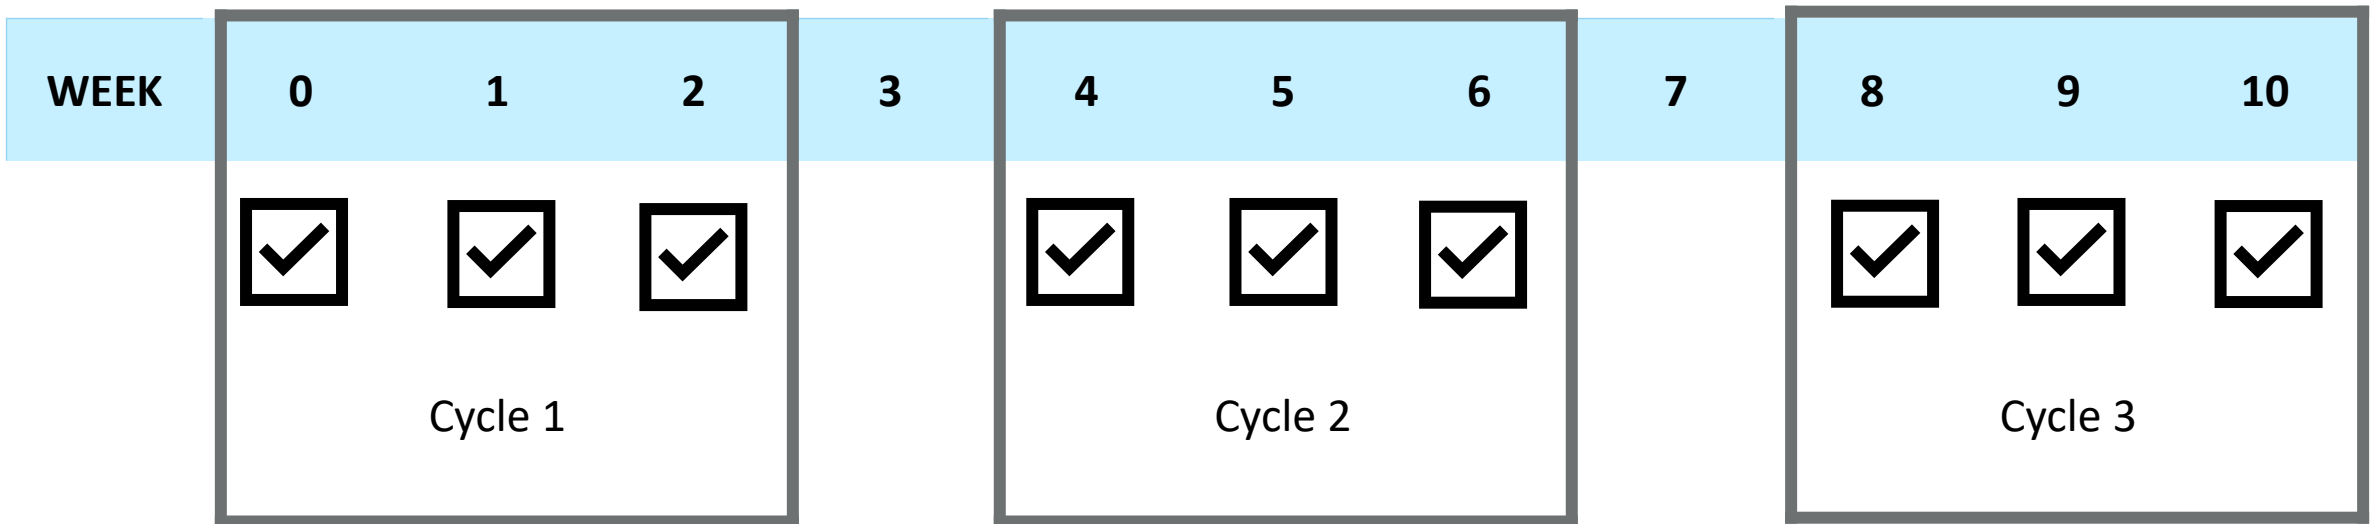 WEEK 0 1 2 3 4 5 6 7 8 9 10
Cycle 1 Cycle 2 Cycle 3